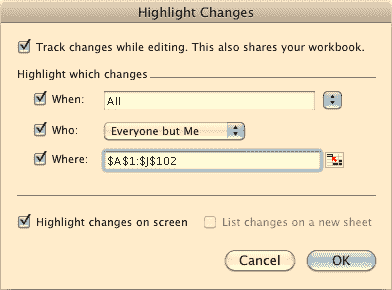 Highlight Changes
Track changes while editing. This also shares your workbook.
Highlight which changes
When: All
Who: Everyone but Me
Where: $A$1:$J$102
Highlight changes on screen List changes on a new sheet
Cancel OK